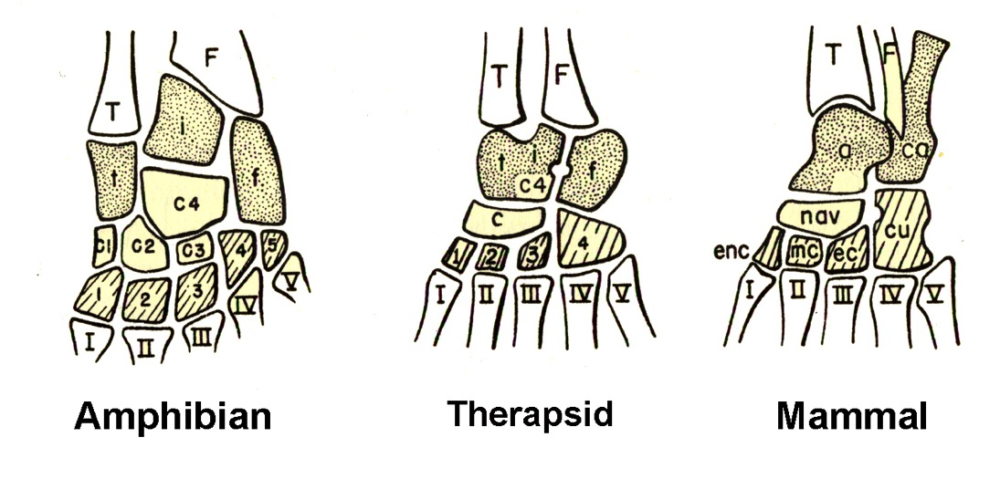 T F
i
t f
C4
C1 C2 C3 4 5
1 2 3
I II III IV V
Amphibian
T F
t i f
C4
C
1 2 3 4
I II III IV V
Therapsid
T F
a ca
nav
cu
enc mc ec
I II III IV V
Mammal